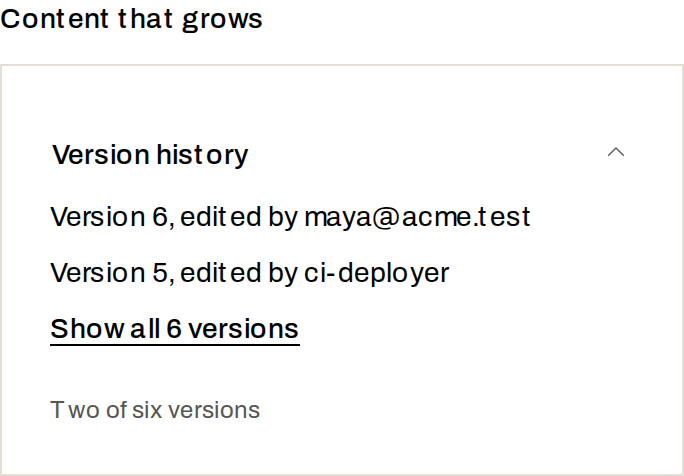 Content that grows
Version history
Version 6, edited by maya@acme.test
Version 5, edited by ci-deployer
Show all 6 versions
Two of six versions